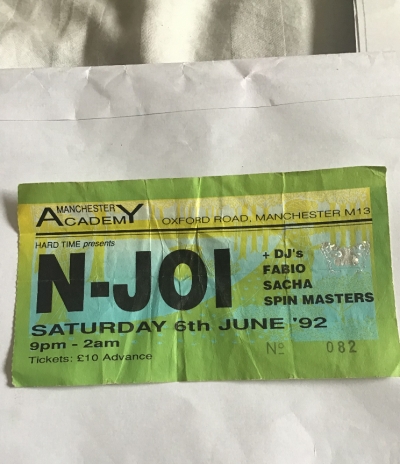 MANCHESTER
ACADEMY
OXFORD ROAD, MANCHESTER M13
HARD TIME presents
N-JOI
+ DJ's
FABIO
SACHA
SPIN MASTERS
SATURDAY 6th JUNE '92
9pm - 2am
Tickets: £10 Advance
Nº 082